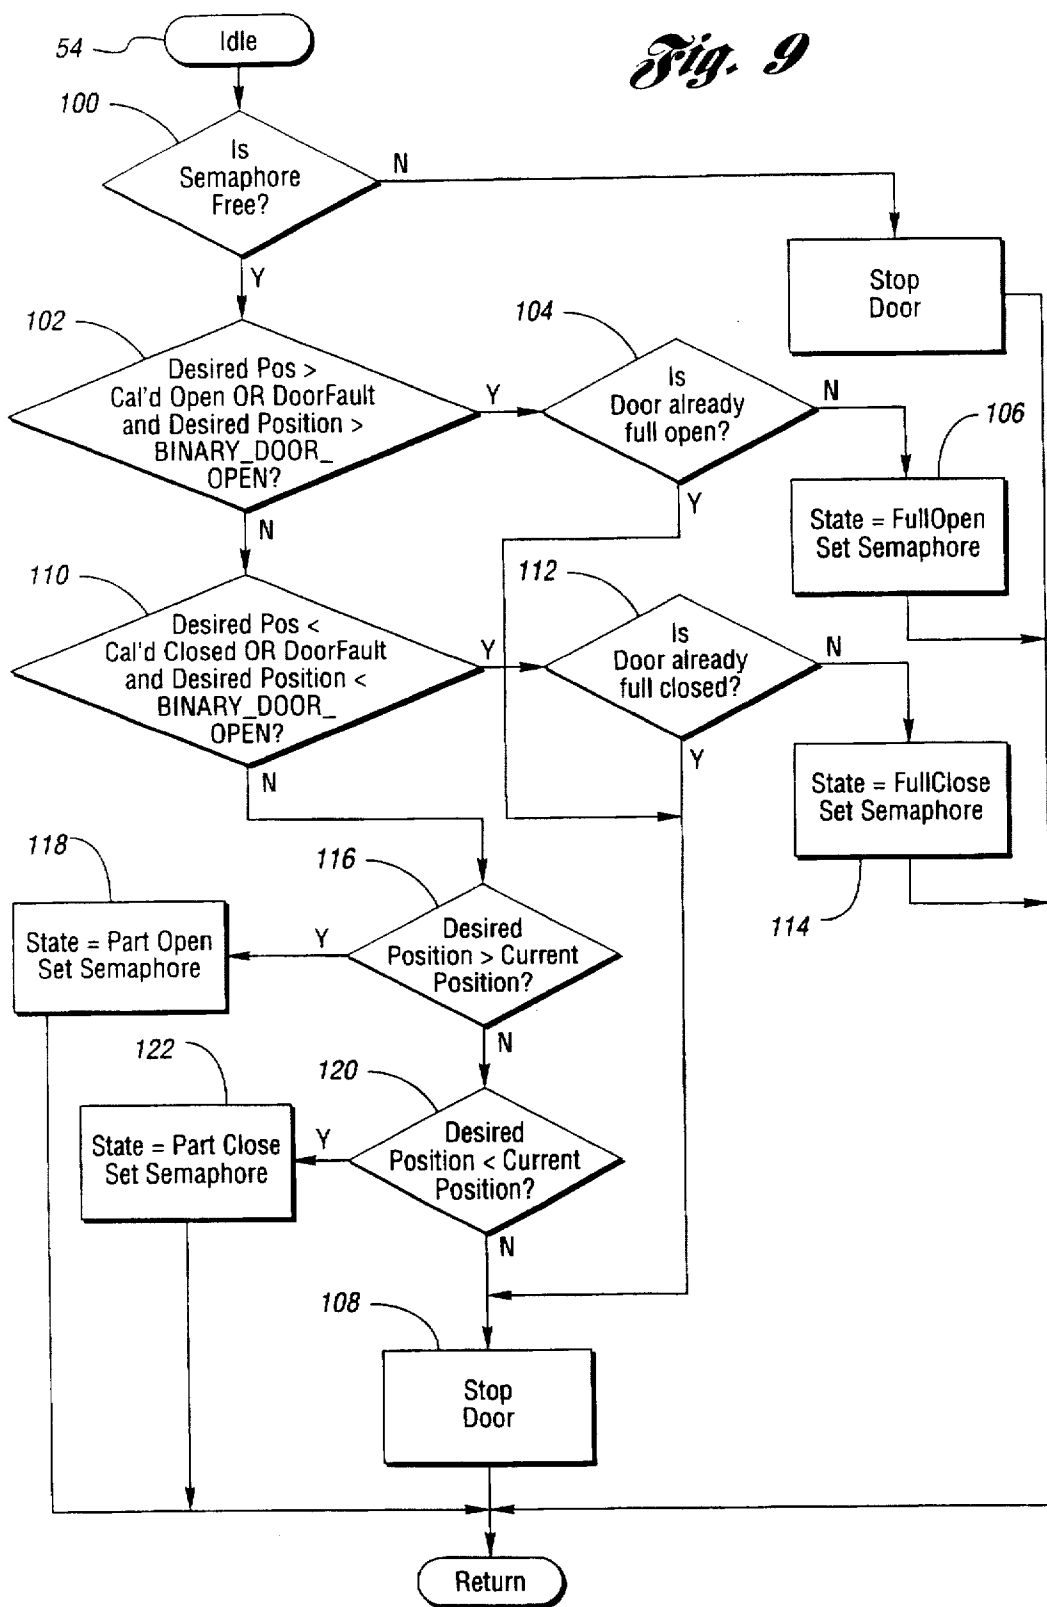 Fig. 9
54
Idle
100
Is
Semaphore
Free?
N
Y
Stop
Door
102
Desired Pos >
Cal'd Open OR DoorFault
and Desired Position >
BINARY_DOOR_
OPEN?
Y
N
104
Is
Door already
full open?
N
Y
106
State = FullOpen
Set Semaphore
110
Desired Pos <
Cal'd Closed OR DoorFault
and Desired Position <
BINARY_DOOR_
OPEN?
Y
N
112
Is
Door already
full closed?
N
Y
State = FullClose
Set Semaphore
114
116
Desired
Position > Current
Position?
Y
N
118
State = Part Open
Set Semaphore
120
Desired
Position < Current
Position?
Y
N
122
State = Part Close
Set Semaphore
108
Stop
Door
Return